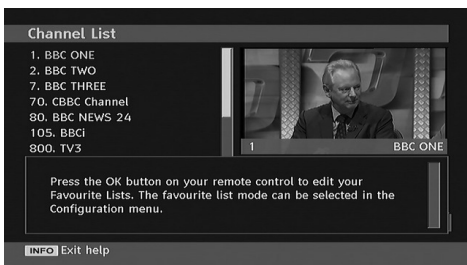 Channel List
1. BBC ONE
2. BBC TWO
7. BBC THREE
70. CBBC Channel
80. BBC NEWS 24
105. BBCi
800. TV3
1 BBC ONE
Press the OK button on your remote control to edit your
Favourite Lists. The favourite list mode can be selected in the
Configuration menu.
INFO Exit help